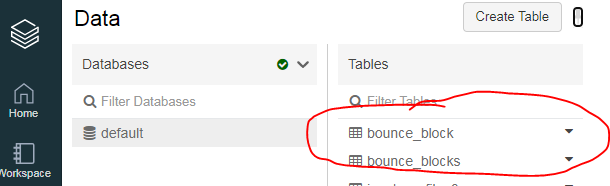 Data
Create Table
Databases
Tables
Filter Databases
Filter Tables
default
bounce_block
bounce_blocks
Home
Workspace